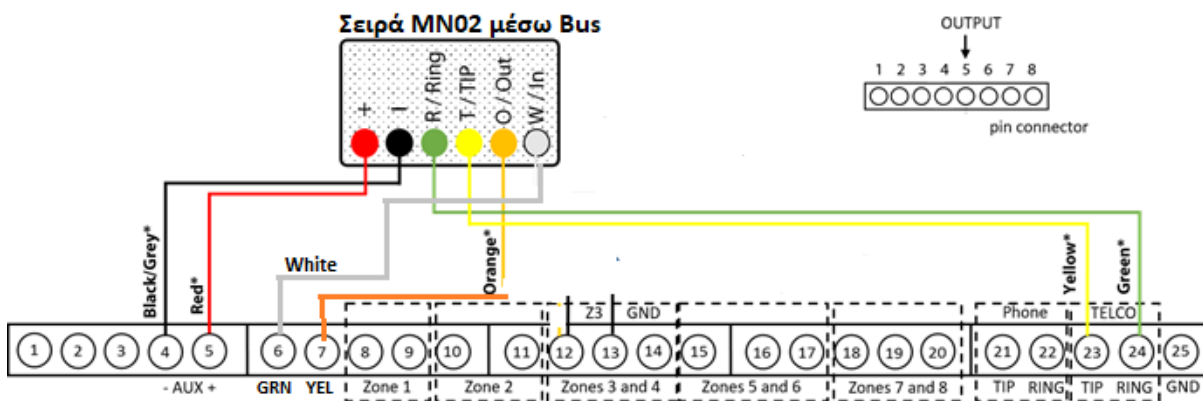 Σειρά MN02 μέσω Bus
OUTPUT
1 2 3 4 5 6 7 8
pin connector
+
–
R / Ring
T / TIP
O / Out
W / In
Black/Grey*
Red*
White
Orange*
Yellow*
Green*
Z3 GND
Phone TELCO
1 2 3 4 5 6 7 8 9 10 11 12 13 14 15 16 17 18 19 20 21 22 23 24 25
- AUX + GRN YEL Zone 1 Zone 2 Zones 3 and 4 Zones 5 and 6 Zones 7 and 8 TIP RING TIP RING GND